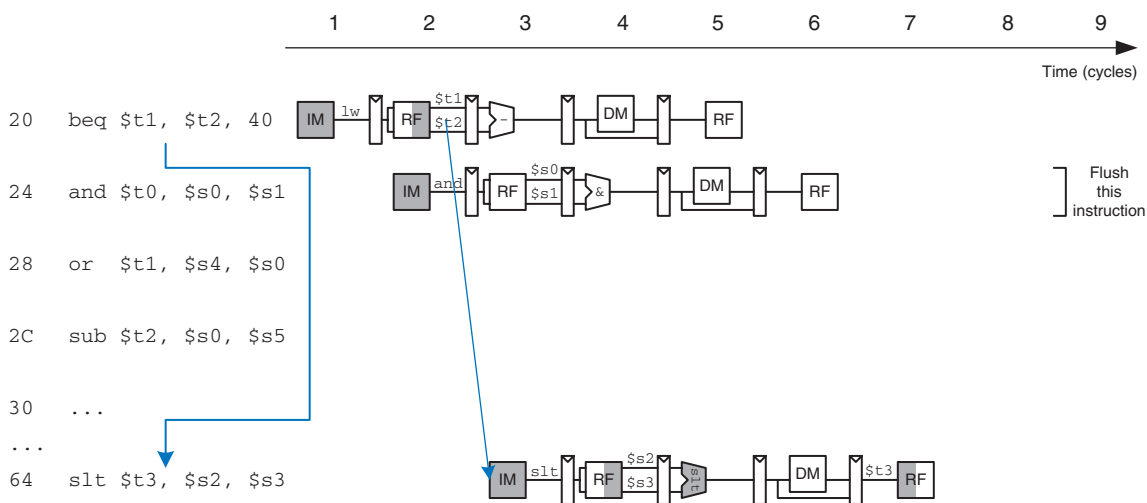 1 2 3 4 5 6 7 8 9
Time (cycles)
20 beq $t1, $t2, 40 IM lw RF $t1 $t2 - DM RF
24 and $t0, $s0, $s1 IM and RF $s0 $s1 & DM RF
Flush
this
instruction
28 or $t1, $s4, $s0
2C sub $t2, $s0, $s5
30 ...
...
64 slt $t3, $s2, $s3 IM slt RF $s2 $s3 slt DM $t3 RF